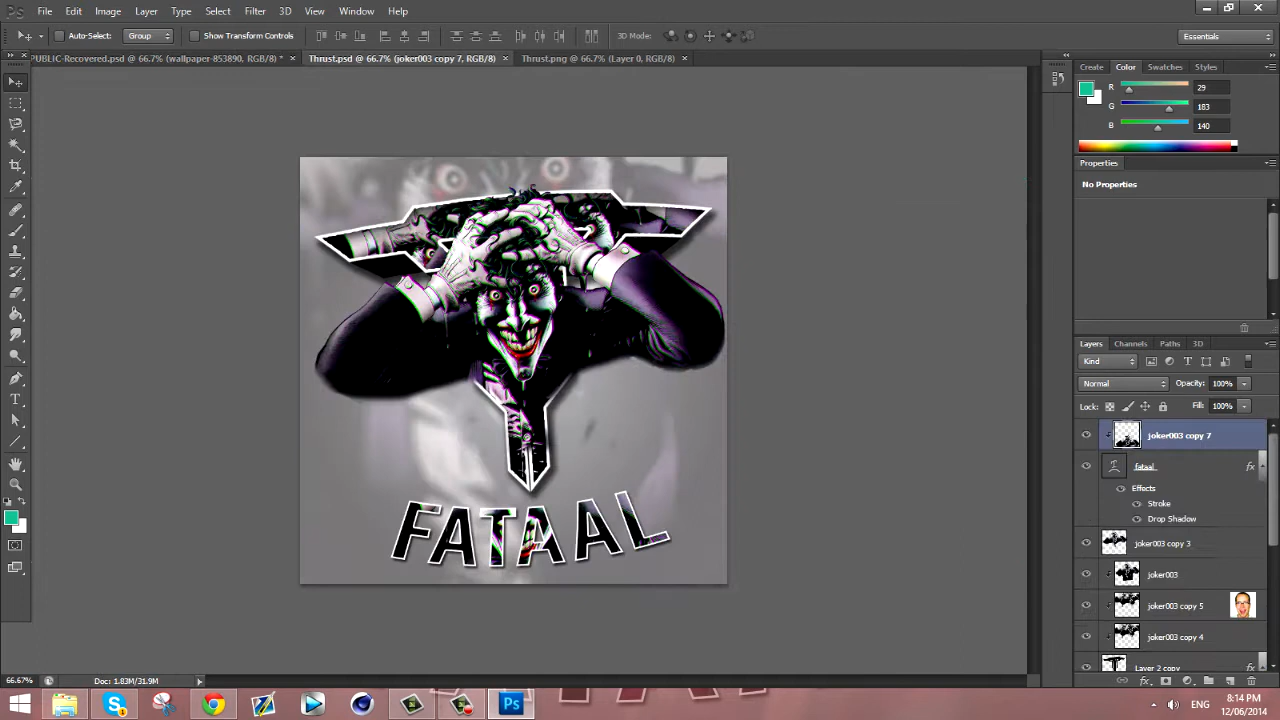 Ps File Edit Image Layer Type Select Filter 3D View Window Help
Auto-Select: Group Show Transform Controls 3D Mode: Essentials
PUBLIC-Recovered.psd @ 66.7% (wallpaper-853890, RGB/8) * × Thrust.psd @ 66.7% (joker003 copy 7, RGB/8) × Thrust.png @ 66.7% (Layer 0, RGB/8) ×
Create Color Swatches Styles
R 29
G 183
B 140
Properties
No Properties
Layers Channels Paths 3D
Kind
Normal Opacity: 100%
Lock: Fill: 100%
joker003 copy 7
fataal fx
Effects
Stroke
Drop Shadow
joker003 copy 3
joker003
joker003 copy 5
joker003 copy 4
Layer 2 copy fx
FATAAL
66.67% Doc: 1.83M/31.9M
ENG 8:14 PM
12/06/2014